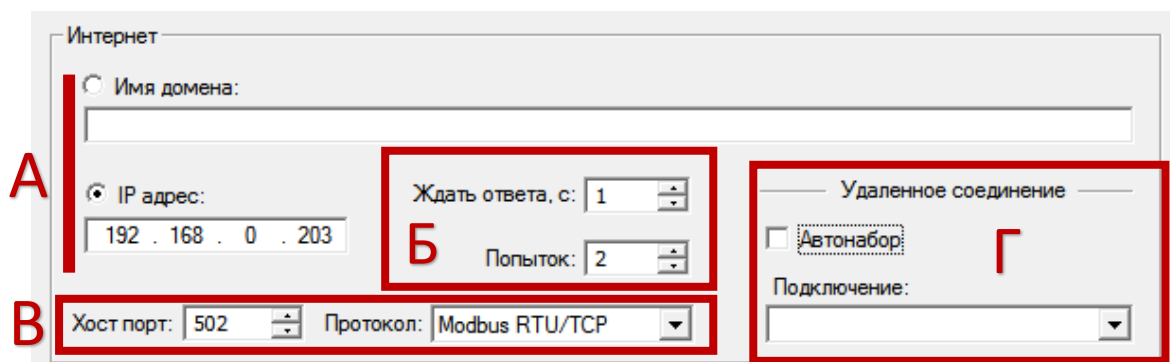 Интернет
Имя домена:
А
IP адрес:
192 . 168 . 0 . 203
Ждать ответа, с: 1
Б
Попыток: 2
Удаленное соединение
Автонабор
Г
Подключение:
В
Хост порт: 502 Протокол: Modbus RTU/TCP